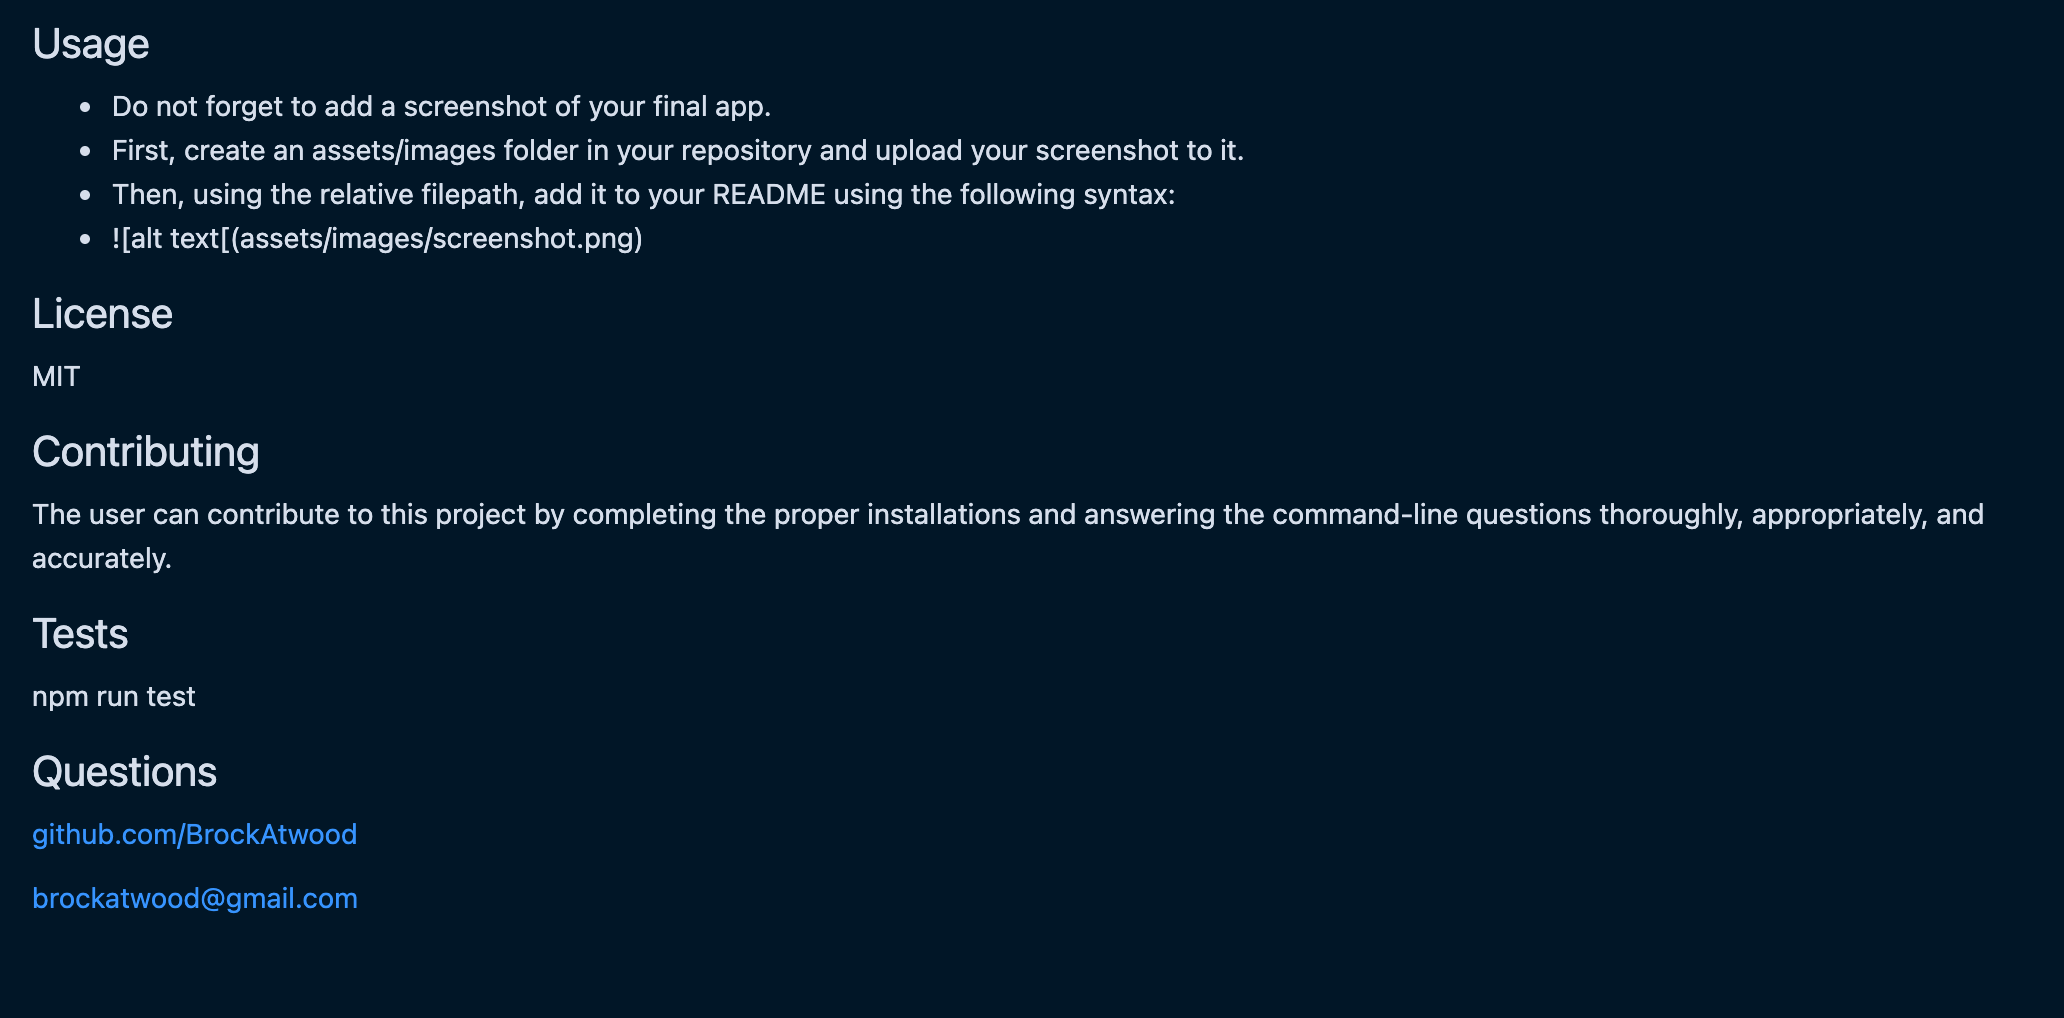 Usage
• Do not forget to add a screenshot of your final app.
• First, create an assets/images folder in your repository and upload your screenshot to it.
• Then, using the relative filepath, add it to your README using the following syntax:
• ![alt text[(assets/images/screenshot.png)
License
MIT
Contributing
The user can contribute to this project by completing the proper installations and answering the command-line questions thoroughly, appropriately, and
accurately.
Tests
npm run test
Questions
github.com/BrockAtwood
brockatwood@gmail.com